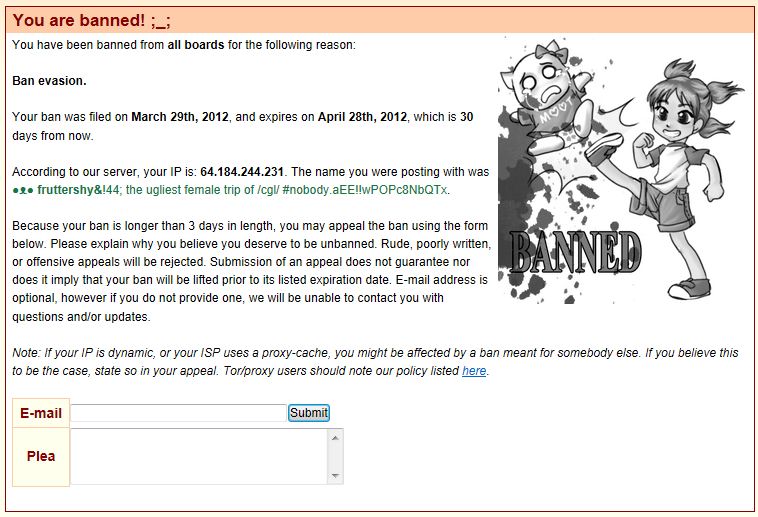 You are banned! ;_;
You have been banned from all boards for the following reason:
Ban evasion.
Your ban was filed on March 29th, 2012, and expires on April 28th, 2012, which is 30
days from now.
According to our server, your IP is: 64.184.244.231. The name you were posting with was
●ᴥ● fruttershy&!44; the ugliest female trip of /cgl/ #nobody.aEE!!wPOPc8NbQTx.
Because your ban is longer than 3 days in length, you may appeal the ban using the form
below. Please explain why you believe you deserve to be unbanned. Rude, poorly written,
or offensive appeals will be rejected. Submission of an appeal does not guarantee nor
does it imply that your ban will be lifted prior to its listed expiration date. E-mail address is
optional, however if you do not provide one, we will be unable to contact you with
questions and/or updates.
MOOT
BANNED
Note: If your IP is dynamic, or your ISP uses a proxy-cache, you might be affected by a ban meant for somebody else. If you believe this
to be the case, state so in your appeal. Tor/proxy users should note our policy listed here.
E-mail Submit
Plea